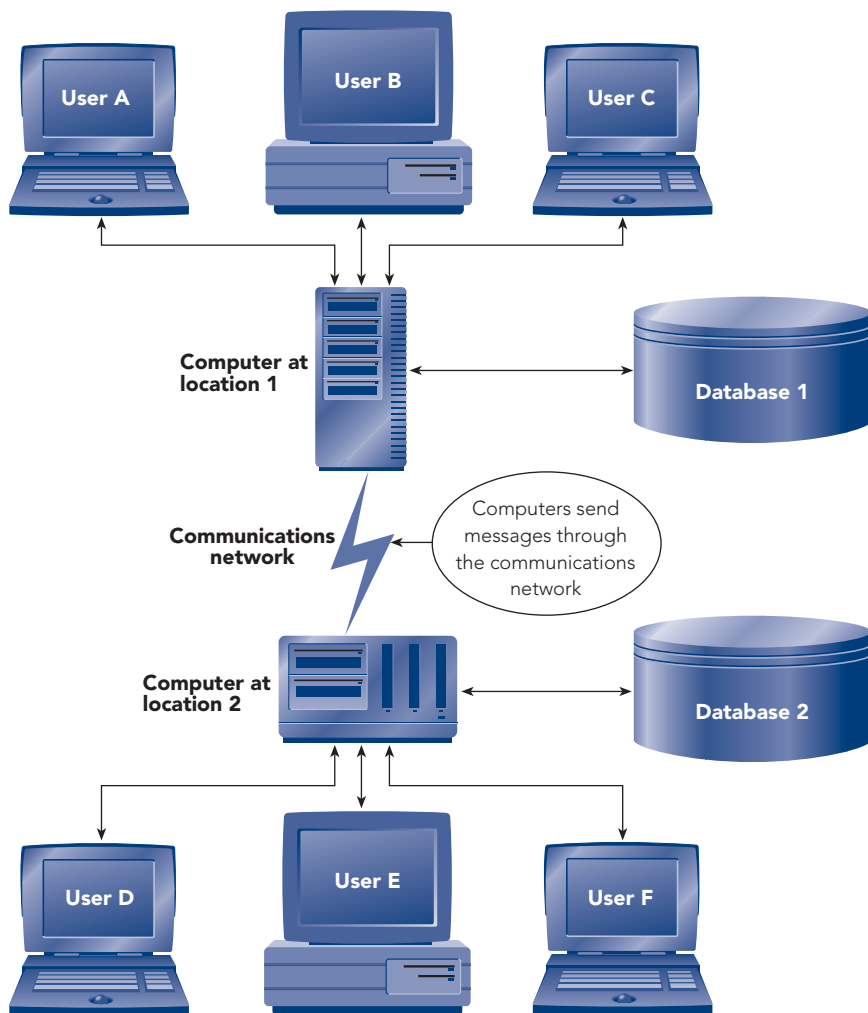 User A
User B
User C
Computer at
location 1
Database 1
Communications
network
Computers send
messages through
the communications
network
Computer at
location 2
Database 2
User D
User E
User F